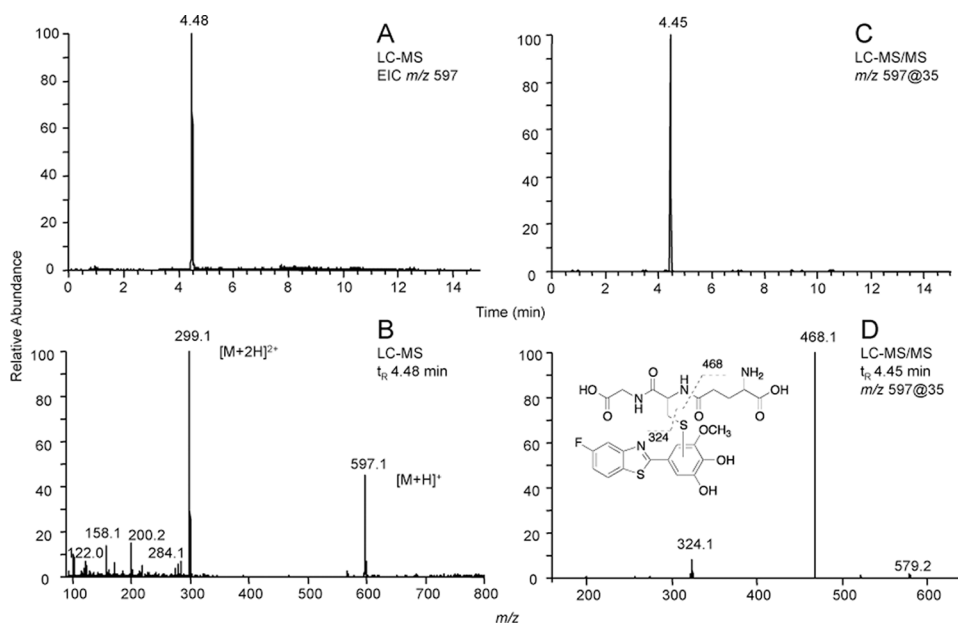 Relative Abundance
4.48
A
LC-MS
EIC m/z 597
100
80
60
40
20
0
0 2 4 6 8 10 12 14
4.45
C
LC-MS/MS
m/z 597@35
100
80
60
40
20
0
0 2 4 6 8 10 12 14
Time (min)
299.1
[M+2H]2+
B
LC-MS
tR 4.48 min
597.1
[M+H]+
158.1
200.2
122.0
284.1
100
80
60
40
20
0
100 200 300 400 500 600 700 800
468.1
D
LC-MS/MS
tR 4.45 min
m/z 597@35
468
O
NH2
HO
H
N
OH
O
N
H
O
O
S
324
OCH3
F
N
S
OH
OH
324.1
579.2
100
80
60
40
20
0
200 300 400 500 600
m/z